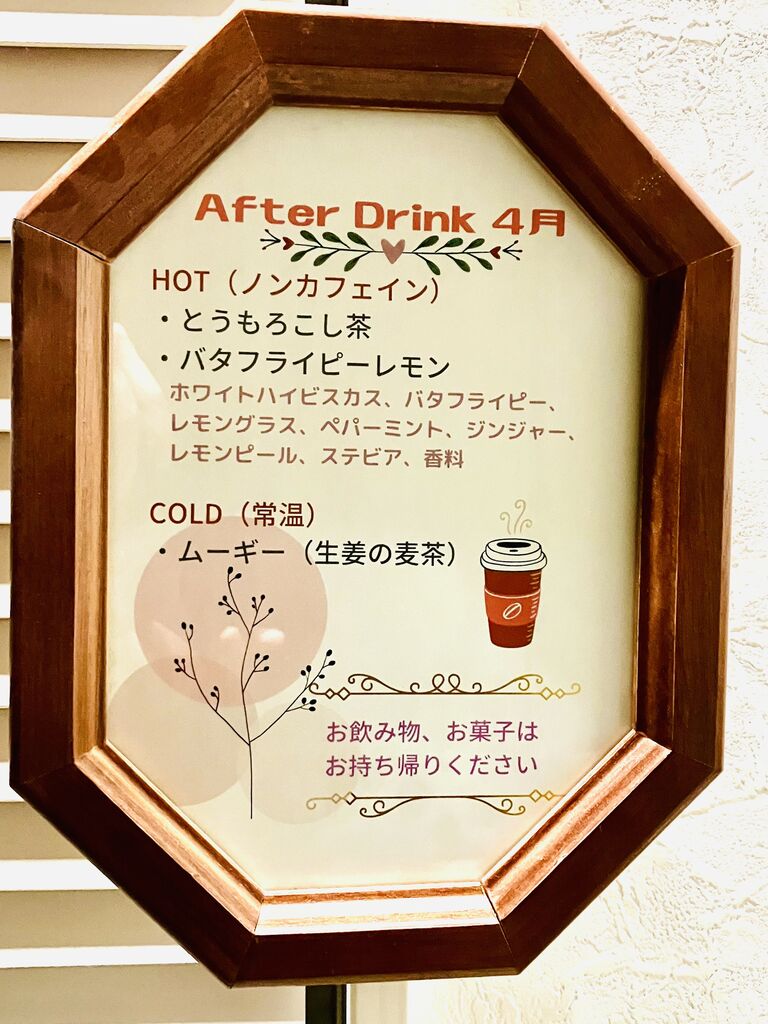 After Drink 4月
HOT（ノンカフェイン）
・とうもろこし茶
・バタフライピーレモン
ホワイトハイビスカス、バタフライピー、
レモングラス、ペパーミント、ジンジャー、
レモンピール、ステビア、香料
COLD（常温）
・ムーギー（生姜の麦茶）
お飲み物、お菓子は
お持ち帰りください